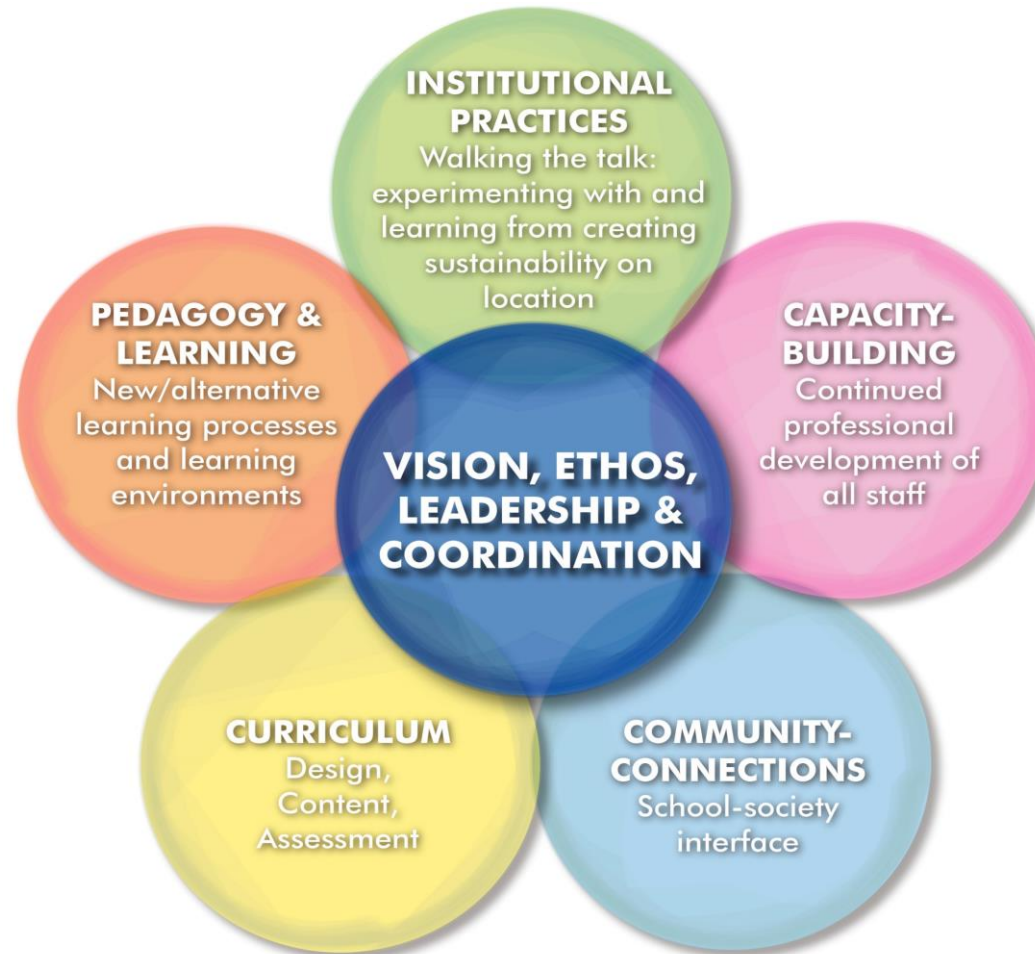 INSTITUTIONAL
PRACTICES
Walking the talk:
experimenting with and
learning from creating
sustainability on
location
PEDAGOGY &
LEARNING
New/alternative
learning processes
and learning
environments
CAPACITY-
BUILDING
Continued
professional
development of
all staff
VISION, ETHOS,
LEADERSHIP &
COORDINATION
CURRICULUM
Design,
Content,
Assessment
COMMUNITY-
CONNECTIONS
School-society
interface